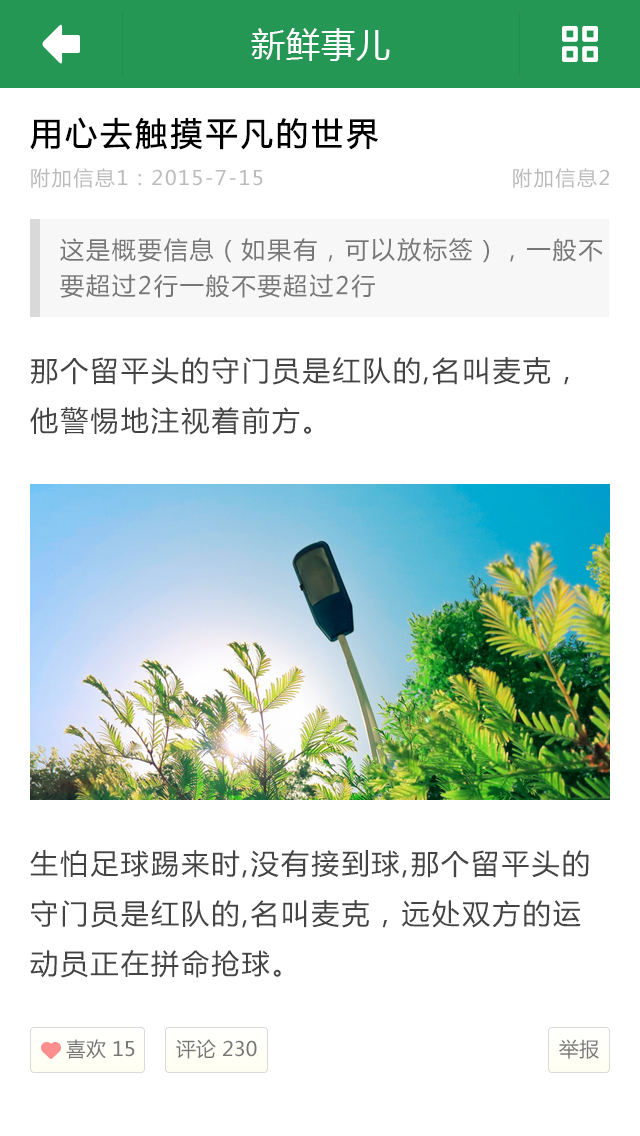 新鲜事儿
用心去触摸平凡的世界
附加信息1：2015-7-15 附加信息2
这是概要信息（如果有，可以放标签），一般不
要超过2行一般不要超过2行
那个留平头的守门员是红队的,名叫麦克，
他警惕地注视着前方。
生怕足球踢来时,没有接到球,那个留平头的
守门员是红队的,名叫麦克，远处双方的运
动员正在拼命抢球。
喜欢 15 评论 230 举报